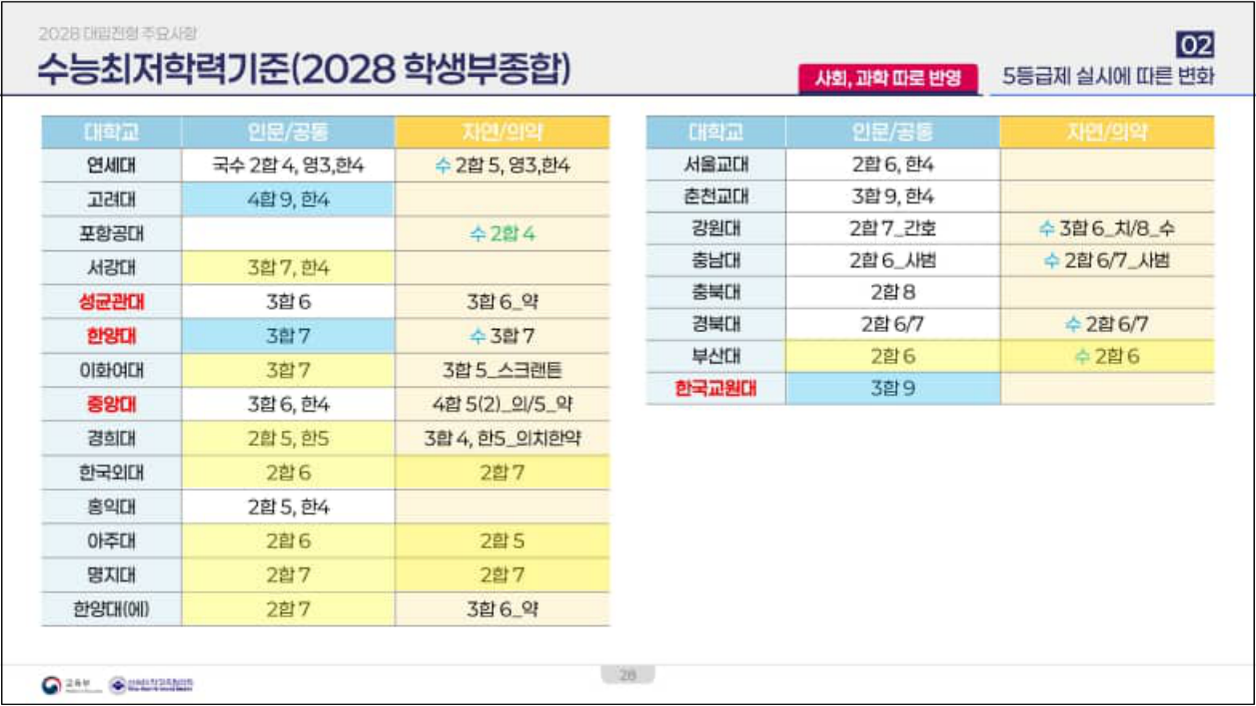 2028 대입전형 주요사항
수능최저학력기준(2028 학생부종합)
사회, 과학 따로 반영
02
5등급제 실시에 따른 변화
대학교 인문/공통 자연/의약
연세대 국수 2합 4, 영3,한4 수 2합 5, 영3,한4
고려대 4합 9, 한4
포항공대 수 2합 4
서강대 3합 7, 한4
성균관대 3합 6 3합 6_약
한양대 3합 7 수 3합 7
이화여대 3합 7 3합 5_스크랜튼
중앙대 3합 6, 한4 4합 5(2)_의/5_약
경희대 2합 5, 한5 3합 4, 한5_의치한약
한국외대 2합 6 2합 7
홍익대 2합 5, 한4
아주대 2합 6 2합 5
명지대 2합 7 2합 7
한양대(에) 2합 7 3합 6_약
대학교 인문/공통 자연/의약
서울교대 2합 6, 한4
춘천교대 3합 9, 한4
강원대 2합 7_간호 수 3합 6_치/8_수
충남대 2합 6_사범 수 2합 6/7_사범
충북대 2합 8
경북대 2합 6/7 수 2합 6/7
부산대 2합 6 수 2합 6
한국교원대 3합 9
28
교육부